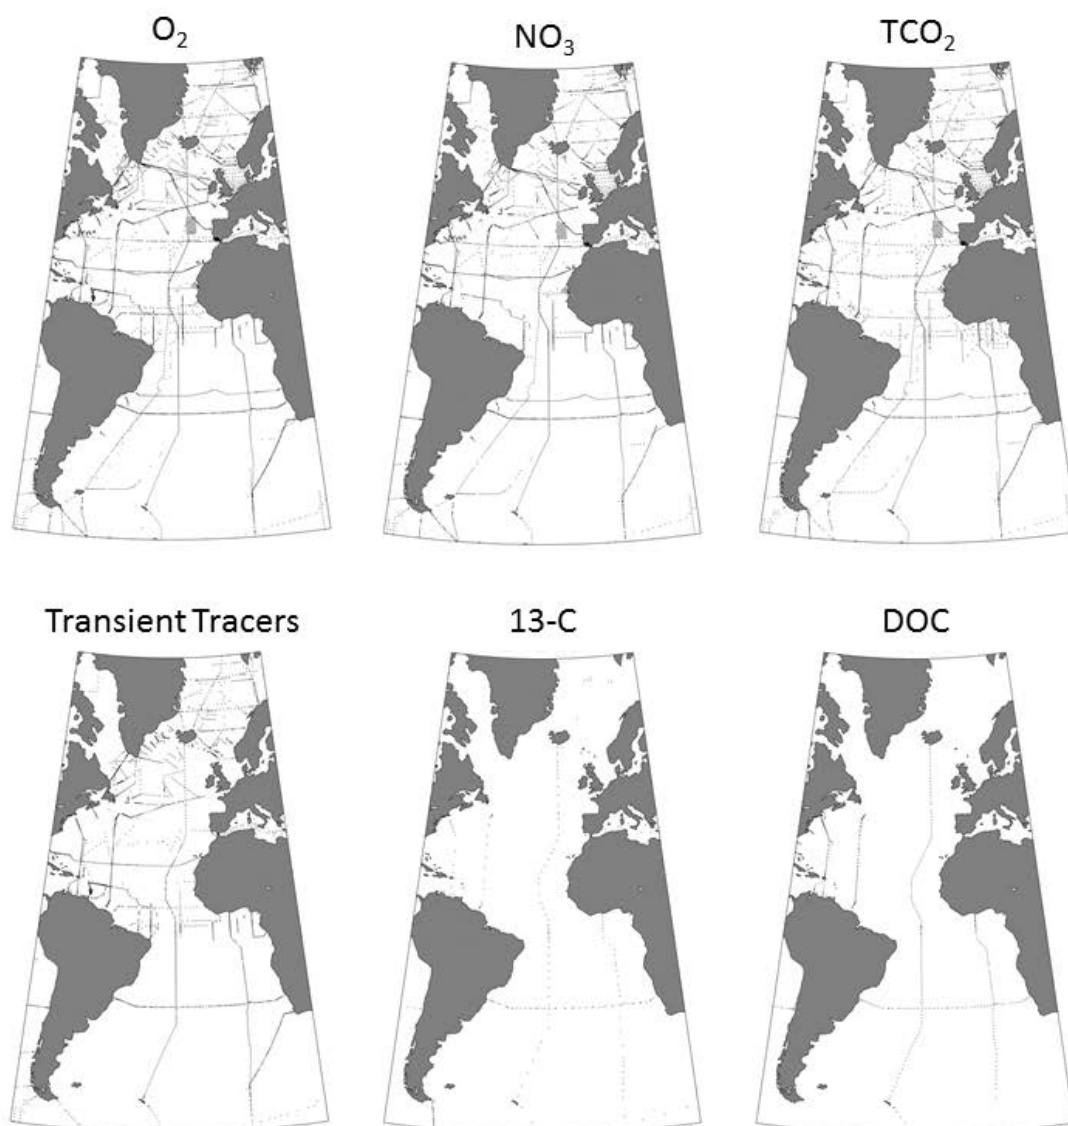 O₂
NO₃
TCO₂
Transient Tracers
13-C
DOC